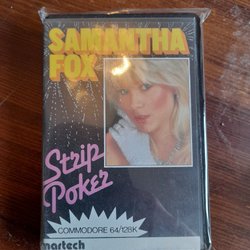 SAMANTHA
FOX
Strip
Poker
COMMODORE 64/128K
martech